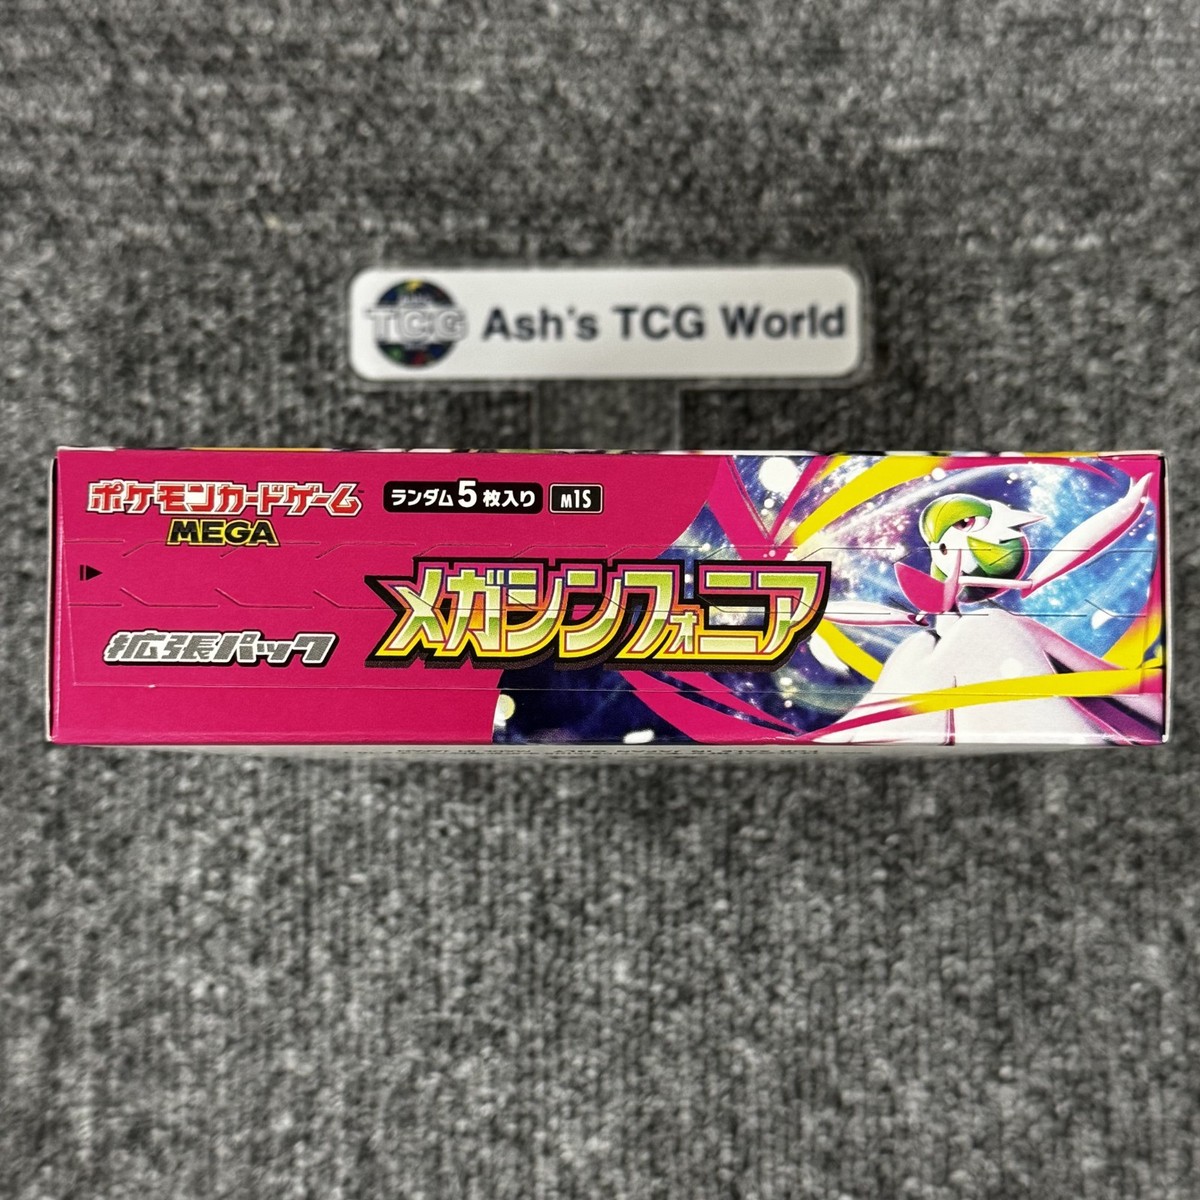 TCG
Ash's TCG World
ポケモンカードゲーム
MEGA
ランダム5枚入り
M1S
メガシンフォニア
拡張パック